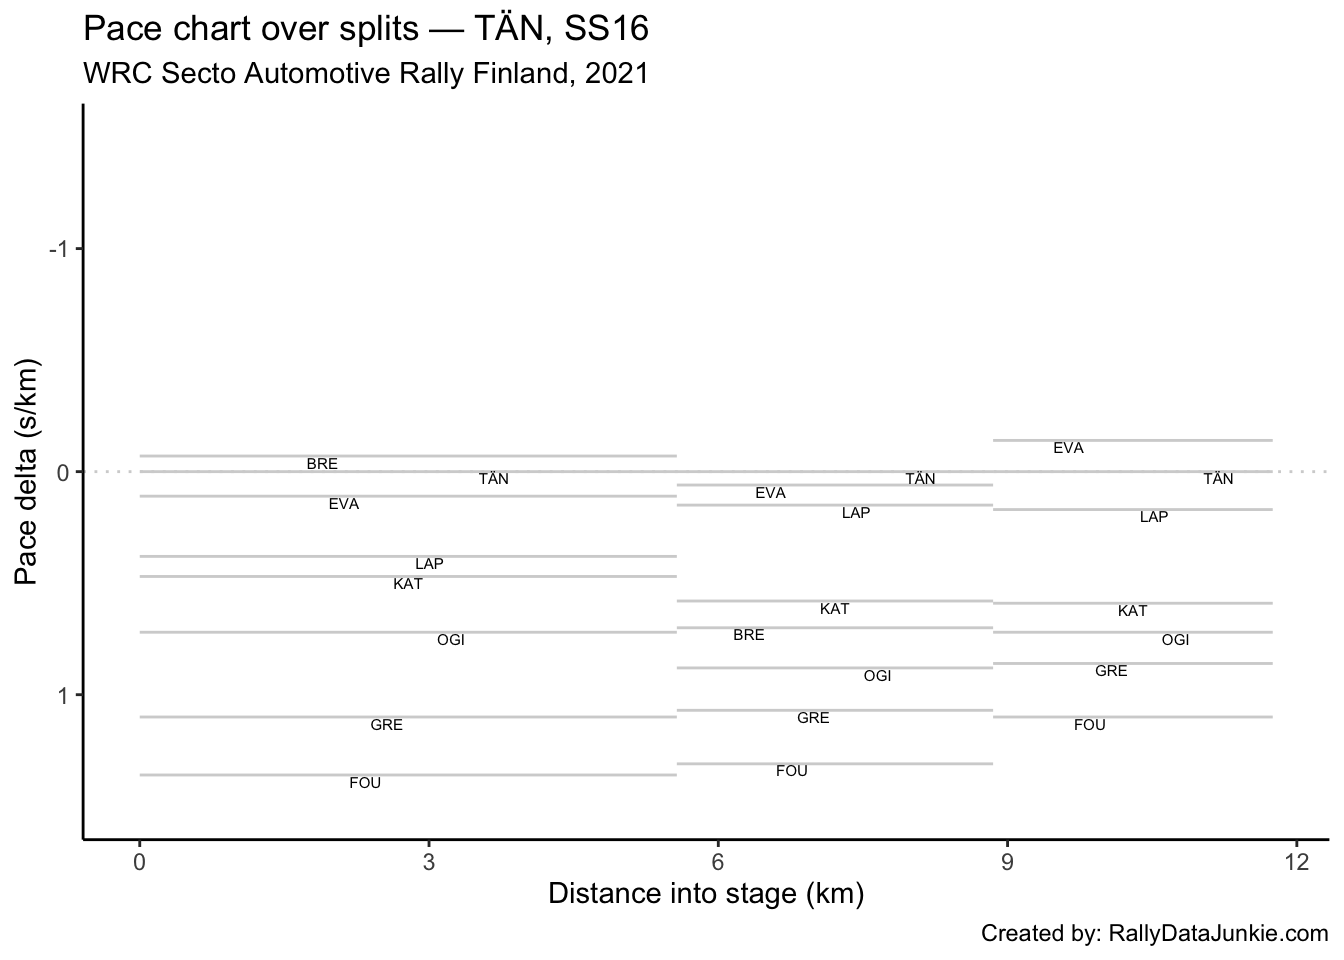 Pace chart over splits — TÄN, SS16
WRC Secto Automotive Rally Finland, 2021
Pace delta (s/km)
-1
0
1
BRE
TÄN
EVA
LAP
KAT
OGI
GRE
FOU
TÄN
EVA
LAP
KAT
BRE
OGI
GRE
FOU
EVA
TÄN
LAP
KAT
OGI
GRE
FOU
0 3 6 9 12
Distance into stage (km)
Created by: RallyDataJunkie.com